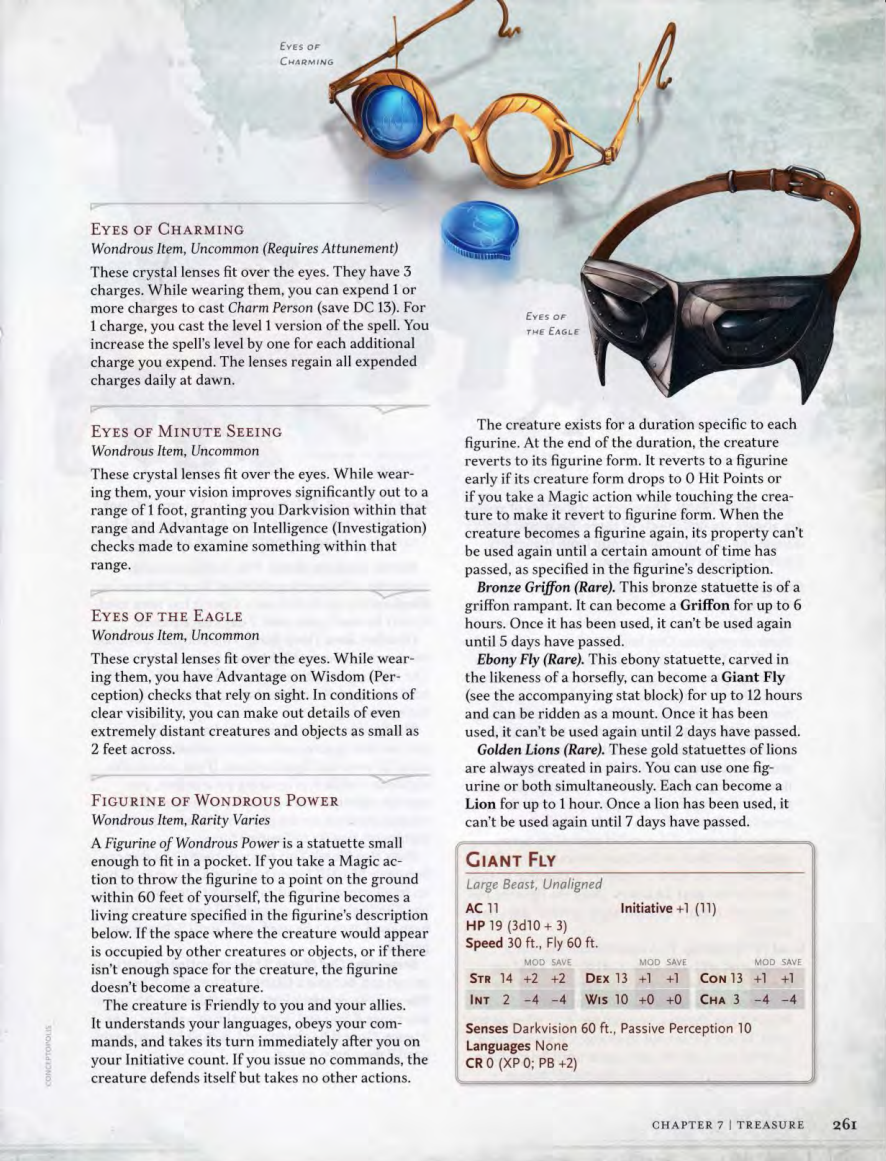 EYES OF
CHARMING
EYES OF CHARMING
Wondrous Item, Uncommon (Requires Attunement)
These crystal lenses fit over the eyes. They have 3
charges. While wearing them, you can expend 1 or
more charges to cast Charm Person (save DC 13). For
1 charge, you cast the level 1 version of the spell. You
increase the spell's level by one for each additional
charge you expend. The lenses regain all expended
charges daily at dawn.
EYES OF MINUTE SEEING
Wondrous Item, Uncommon
These crystal lenses fit over the eyes. While wear-
ing them, your vision improves significantly out to a
range of 1 foot, granting you Darkvision within that
range and Advantage on Intelligence (Investigation)
checks made to examine something within that
range.
EYES OF THE EAGLE
Wondrous Item, Uncommon
These crystal lenses fit over the eyes. While wear-
ing them, you have Advantage on Wisdom (Per-
ception) checks that rely on sight. In conditions of
clear visibility, you can make out details of even
extremely distant creatures and objects as small as
2 feet across.
FIGURINE OF WONDROUS POWER
Wondrous Item, Rarity Varies
A Figurine of Wondrous Power is a statuette small
enough to fit in a pocket. If you take a Magic ac-
tion to throw the figurine to a point on the ground
within 60 feet of yourself, the figurine becomes a
living creature specified in the figurine's description
below. If the space where the creature would appear
is occupied by other creatures or objects, or if there
isn't enough space for the creature, the figurine
doesn't become a creature.
The creature is Friendly to you and your allies.
It understands your languages, obeys your com-
mands, and takes its turn immediately after you on
your Initiative count. If you issue no commands, the
creature defends itself but takes no other actions.
CONCEPTOPOLIS
EYES OF
THE EAGLE
The creature exists for a duration specific to each
figurine. At the end of the duration, the creature
reverts to its figurine form. It reverts to a figurine
early if its creature form drops to 0 Hit Points or
if you take a Magic action while touching the crea-
ture to make it revert to figurine form. When the
creature becomes a figurine again, its property can't
be used again until a certain amount of time has
passed, as specified in the figurine's description.
Bronze Griffon (Rare). This bronze statuette is of a
griffon rampant. It can become a Griffon for up to 6
hours. Once it has been used, it can't be used again
until 5 days have passed.
Ebony Fly (Rare). This ebony statuette, carved in
the likeness of a horsefly, can become a Giant Fly
(see the accompanying stat block) for up to 12 hours
and can be ridden as a mount. Once it has been
used, it can't be used again until 2 days have passed.
Golden Lions (Rare). These gold statuettes of lions
are always created in pairs. You can use one fig-
urine or both simultaneously. Each can become a
Lion for up to 1 hour. Once a lion has been used, it
can't be used again until 7 days have passed.
GIANT FLY
Large Beast, Unaligned
AC 11 Initiative +1 (11)
HP 19 (3d10 + 3)
Speed 30 ft., Fly 60 ft.
MOD SAVE MOD SAVE MOD SAVE
STR 14 +2 +2 DEX 13 +1 +1 CON 13 +1 +1
INT 2 -4 -4 WIS 10 +0 +0 CHA 3 -4 -4
Senses Darkvision 60 ft., Passive Perception 10
Languages None
CR 0 (XP 0; PB +2)
CHAPTER 7 | TREASURE 261